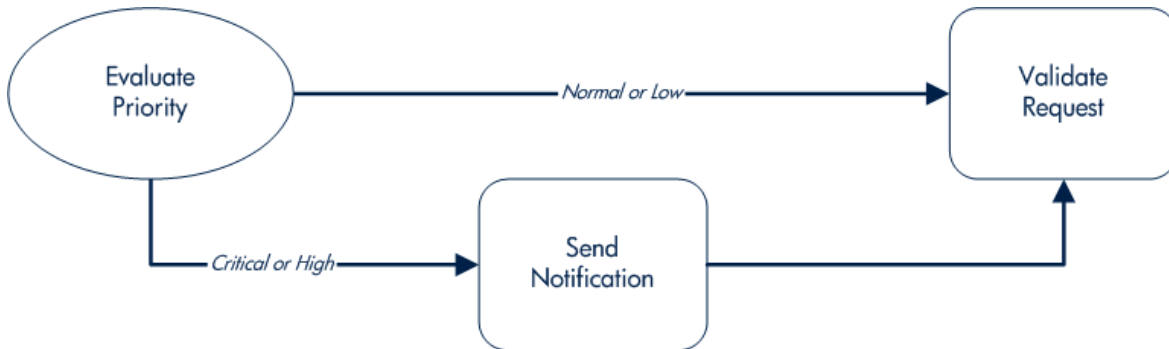 Evaluate
Priority
Normal or Low
Validate
Request
Critical or High
Send
Notification